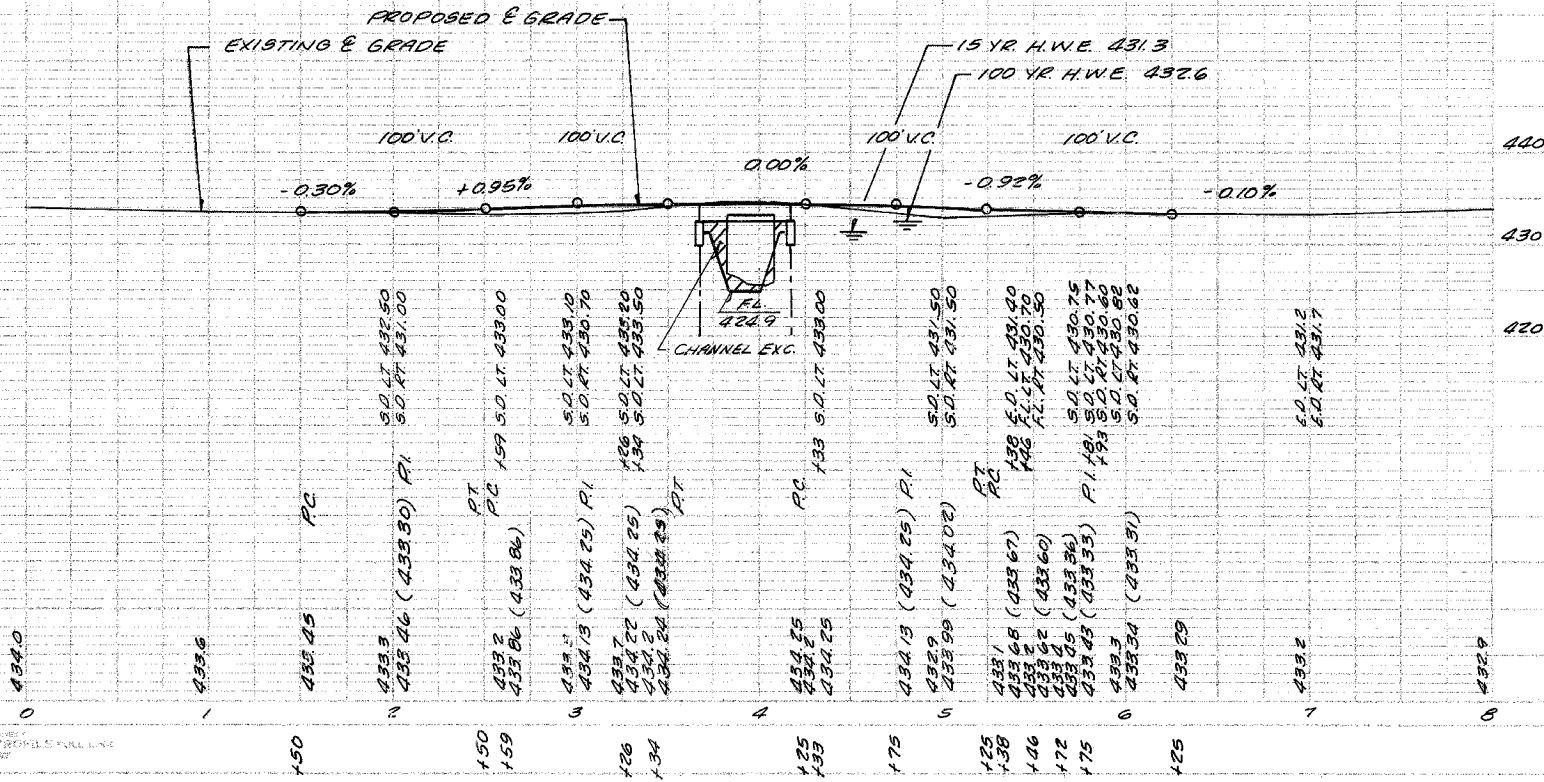 PROPOSED ℄ GRADE
EXISTING ℄ GRADE
15 YR. H.W.E. 431.3
100 YR. H.W.E. 432.6
100' V.C.
100' V.C.
100' V.C.
100' V.C.
440
0.00%
-0.30%
+0.95%
-0.92%
-0.10%
430
F.L.
424.9
420
CHANNEL EXC.
S.D. LT. 432.50
S.D. RT. 431.00
+59 S.D. LT. 433.00
S.D. LT. 433.10
S.D. RT. 430.70
+26 S.D. LT. 433.20
+34 S.D. LT. 433.50
+33 S.D. LT. 433.00
S.D. LT. 431.50
S.D. RT. 431.50
+38 S.D. LT. 431.40
+46 F.L. LT. 430.70
F.L. RT. 430.50
S.D. LT. 430.75
+81 S.D. LT. 430.77
+93 S.D. RT. 430.60
S.D. LT. 430.82
S.D. RT. 430.62
S.D. LT. 431.2
S.D. RT. 431.7
P.C.
P.I.
P.T.
P.C.
P.I.
P.T.
P.C.
P.I.
P.T.
P.C.
P.I.
434.0
433.6
433.45
433.3
433.46 (433.30)
433.2
433.86 (433.86)
434.13 (434.25)
433.7
434.22 (434.25)
434.2
434.24 (434.25)
434.25
434.2
434.25
434.13 (434.25)
432.9
433.99 (434.02)
433.1
433.68 (433.67)
433.2
433.62 (433.60)
433.4
433.45 (433.36)
433.43 (433.33)
433.3
433.34 (433.31)
433.29
433.2
432.9
0 1 2 3 4 5 6 7 8
+50
+50
+59
+26
+34
+25
+33
+75
+25
+38
+46
+72
+75
+25